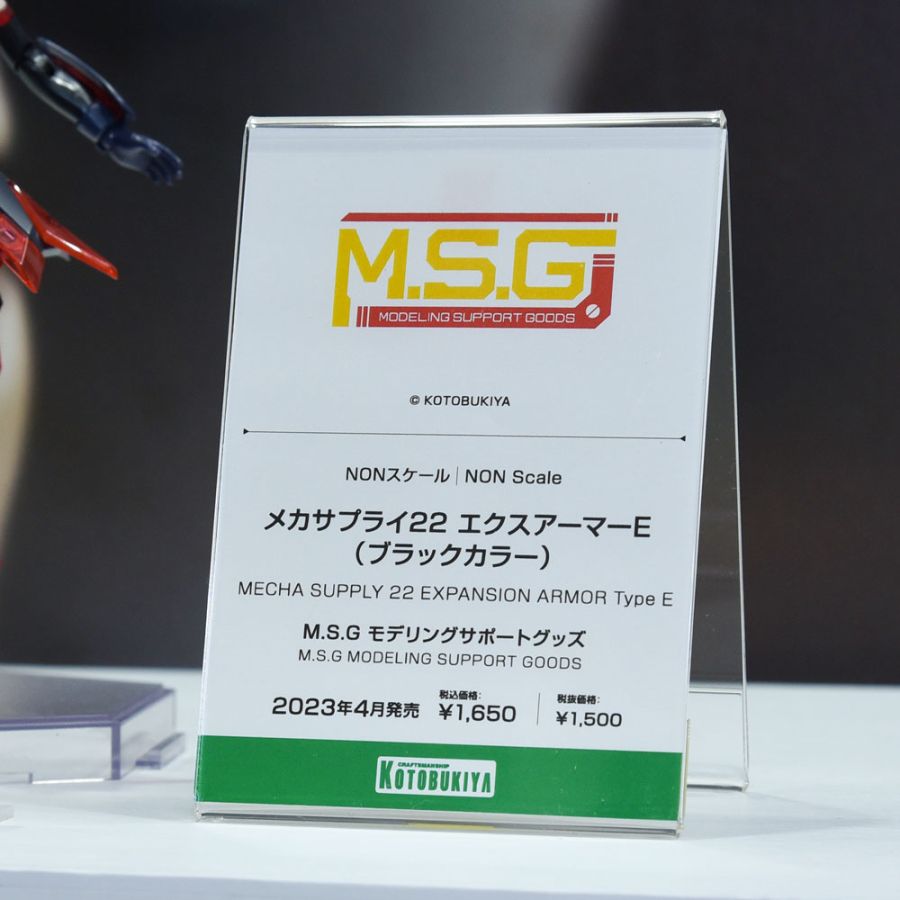 M.S.G
MODELING SUPPORT GOODS
© KOTOBUKIYA
NONスケール|NON Scale
メカサプライ22 エクスアーマーE
（ブラックカラー）
MECHA SUPPLY 22 EXPANSION ARMOR Type E
M.S.G モデリングサポートグッズ
M.S.G MODELING SUPPORT GOODS
2023年4月発売 税込価格: ¥1,650 | 税抜価格: ¥1,500
CRAFTSMANSHIP
KOTOBUKIYA